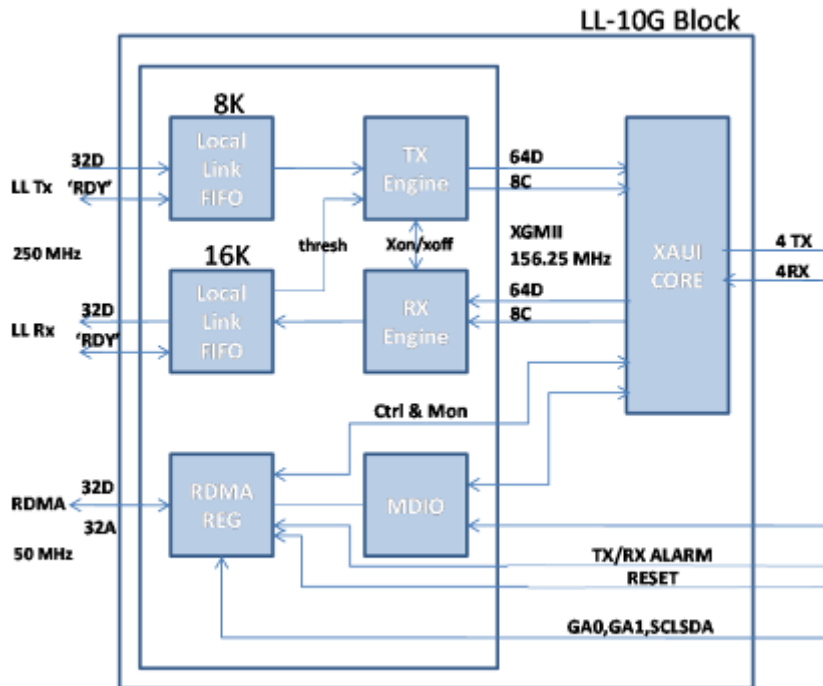 LL-10G Block
8K
Local
Link
FIFO
TX
Engine
32D
LL Tx
'RDY'
64D
8C
XAUI
CORE
250 MHz
thresh
Xon/xoff
XGMII
156.25 MHz
4 TX
4RX
16K
Local
Link
FIFO
RX
Engine
32D
LL Rx
'RDY'
64D
8C
Ctrl & Mon
RDMA
REG
MDIO
32D
RDMA
32A
50 MHz
TX/RX ALARM
RESET
GA0,GA1,SCLSDA